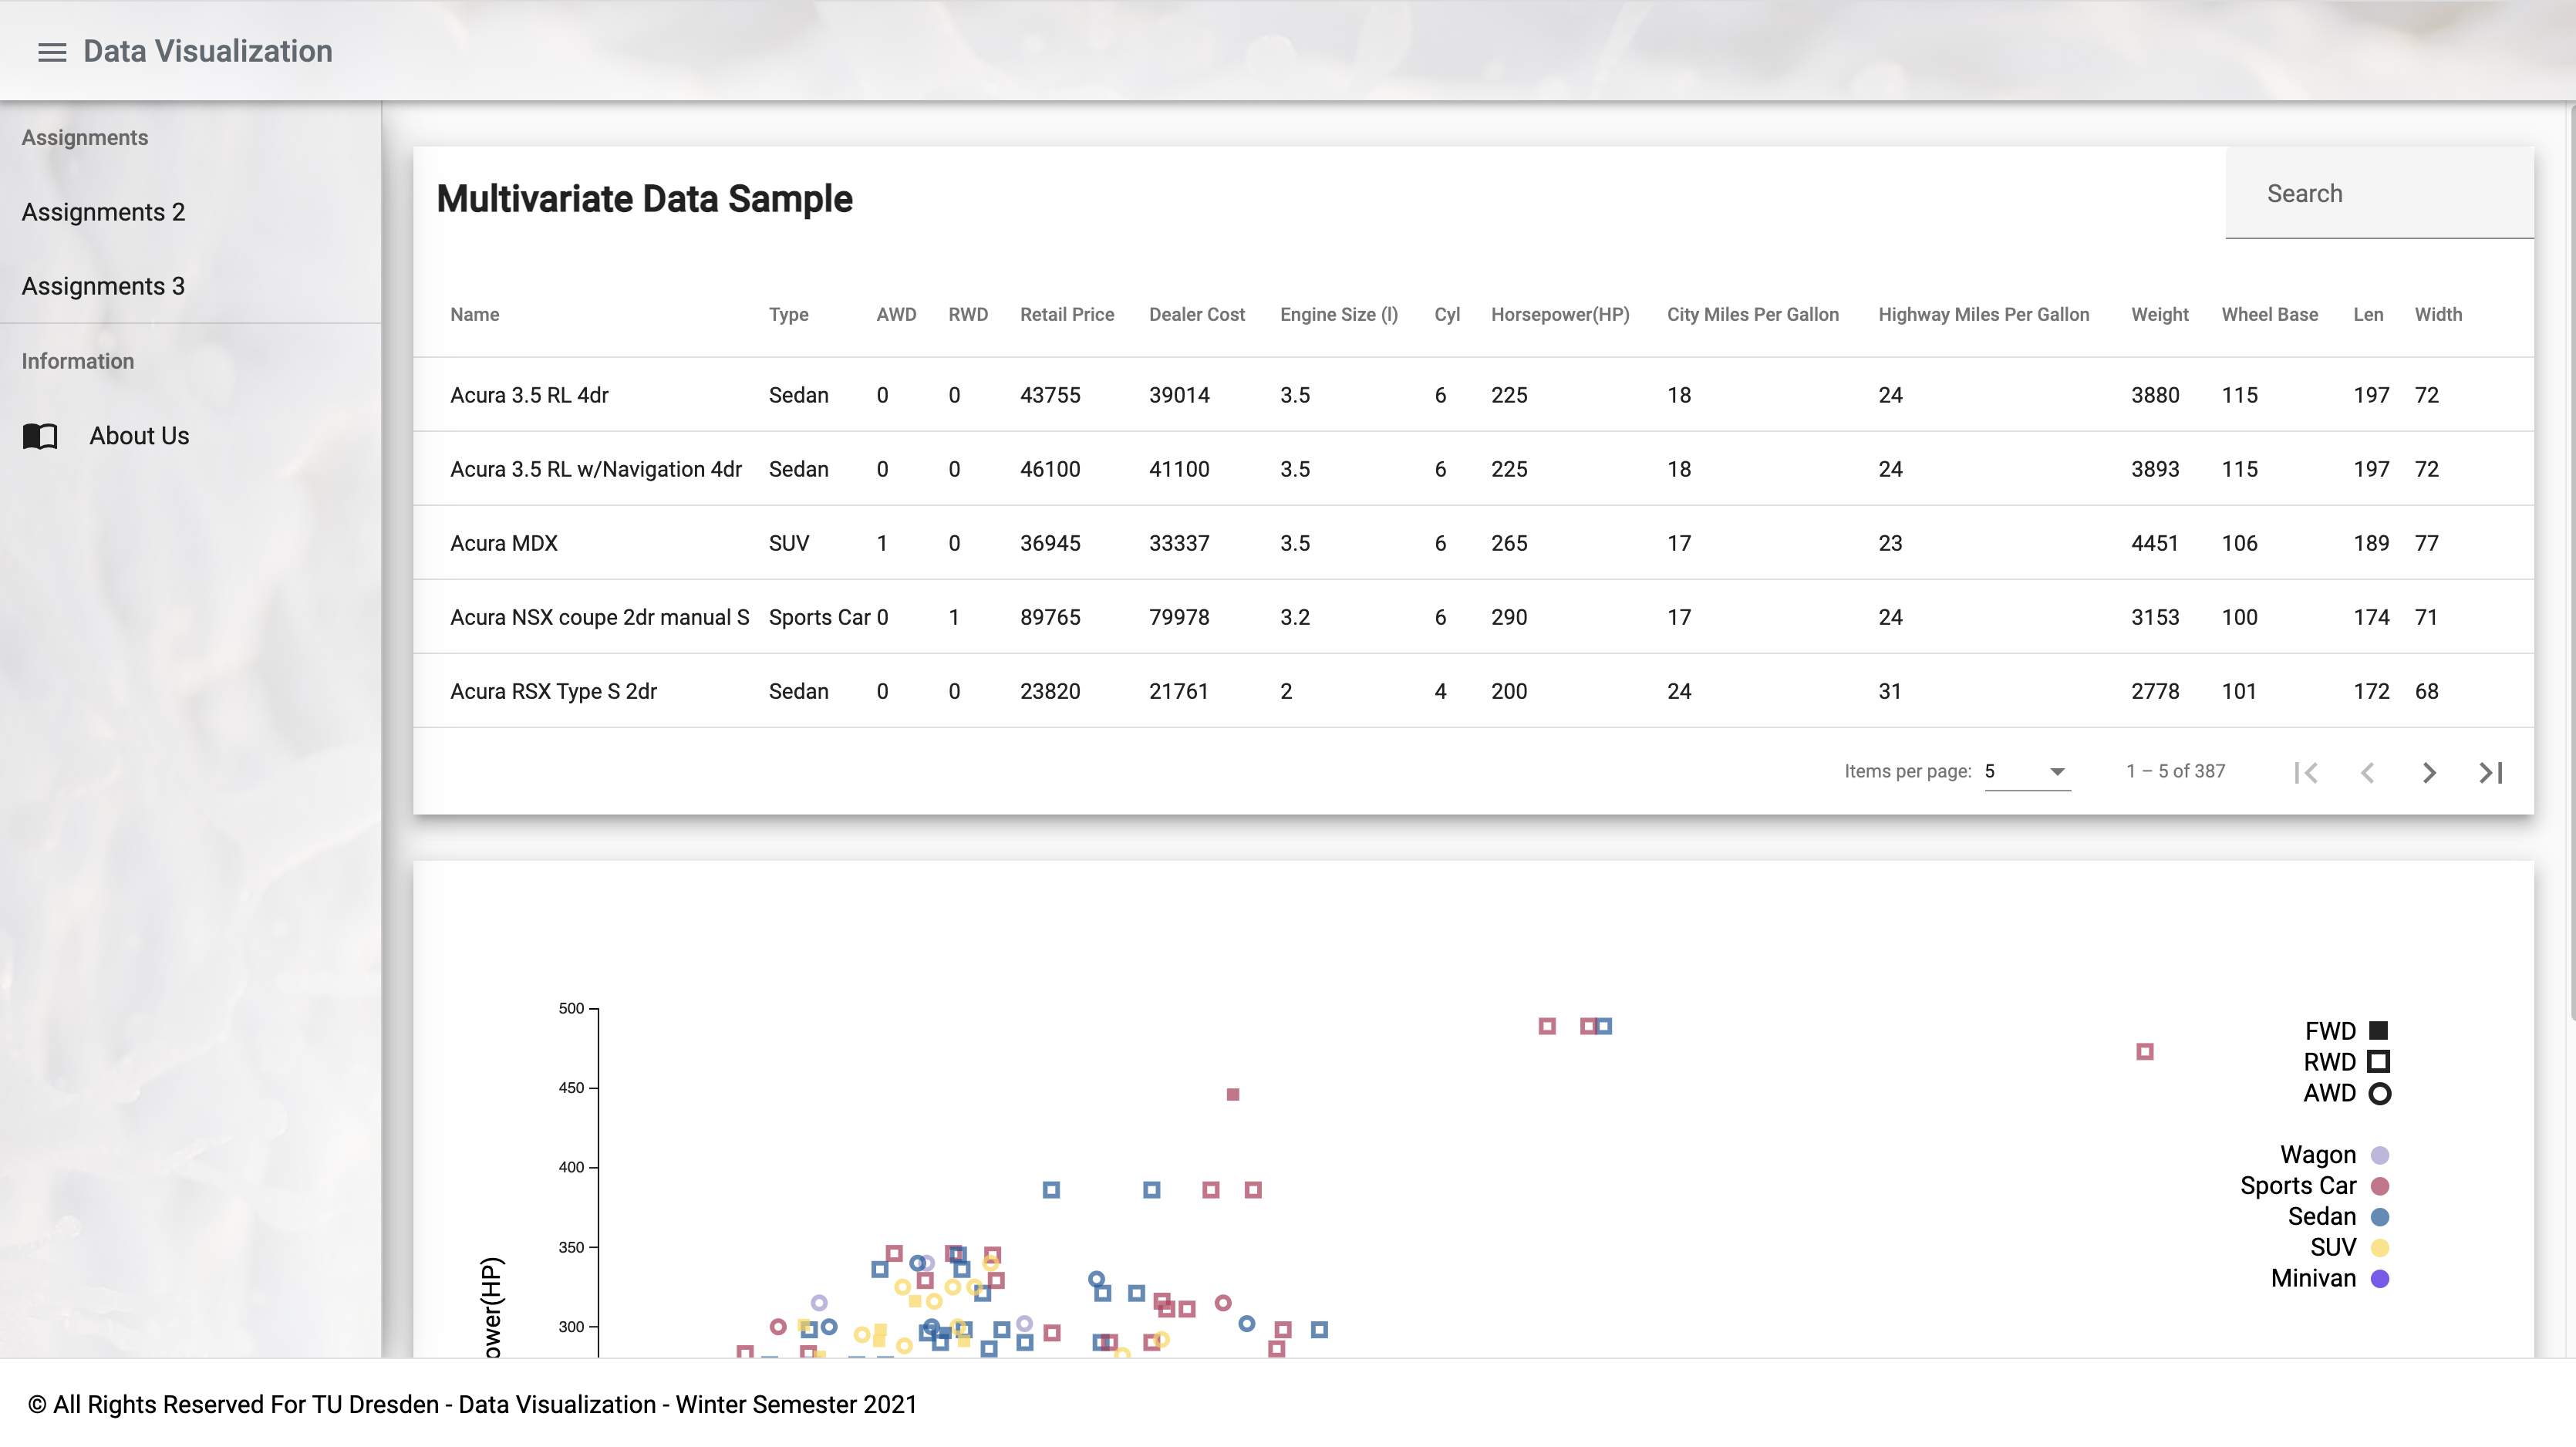 Data Visualization
Assignments
Assignments 2
Assignments 3
Information
About Us
Multivariate Data Sample
Search
Name Type AWD RWD Retail Price Dealer Cost Engine Size (l) Cyl Horsepower(HP) City Miles Per Gallon Highway Miles Per Gallon Weight Wheel Base Len Width
Acura 3.5 RL 4dr Sedan 0 0 43755 39014 3.5 6 225 18 24 3880 115 197 72
Acura 3.5 RL w/Navigation 4dr Sedan 0 0 46100 41100 3.5 6 225 18 24 3893 115 197 72
Acura MDX SUV 1 0 36945 33337 3.5 6 265 17 23 4451 106 189 77
Acura NSX coupe 2dr manual S Sports Car 0 1 89765 79978 3.2 6 290 17 24 3153 100 174 71
Acura RSX Type S 2dr Sedan 0 0 23820 21761 2 4 200 24 31 2778 101 172 68
Items per page: 5 1 – 5 of 387
500
450
400
350
300
ower(HP)
FWD
RWD
AWD
Wagon
Sports Car
Sedan
SUV
Minivan
© All Rights Reserved For TU Dresden - Data Visualization - Winter Semester 2021